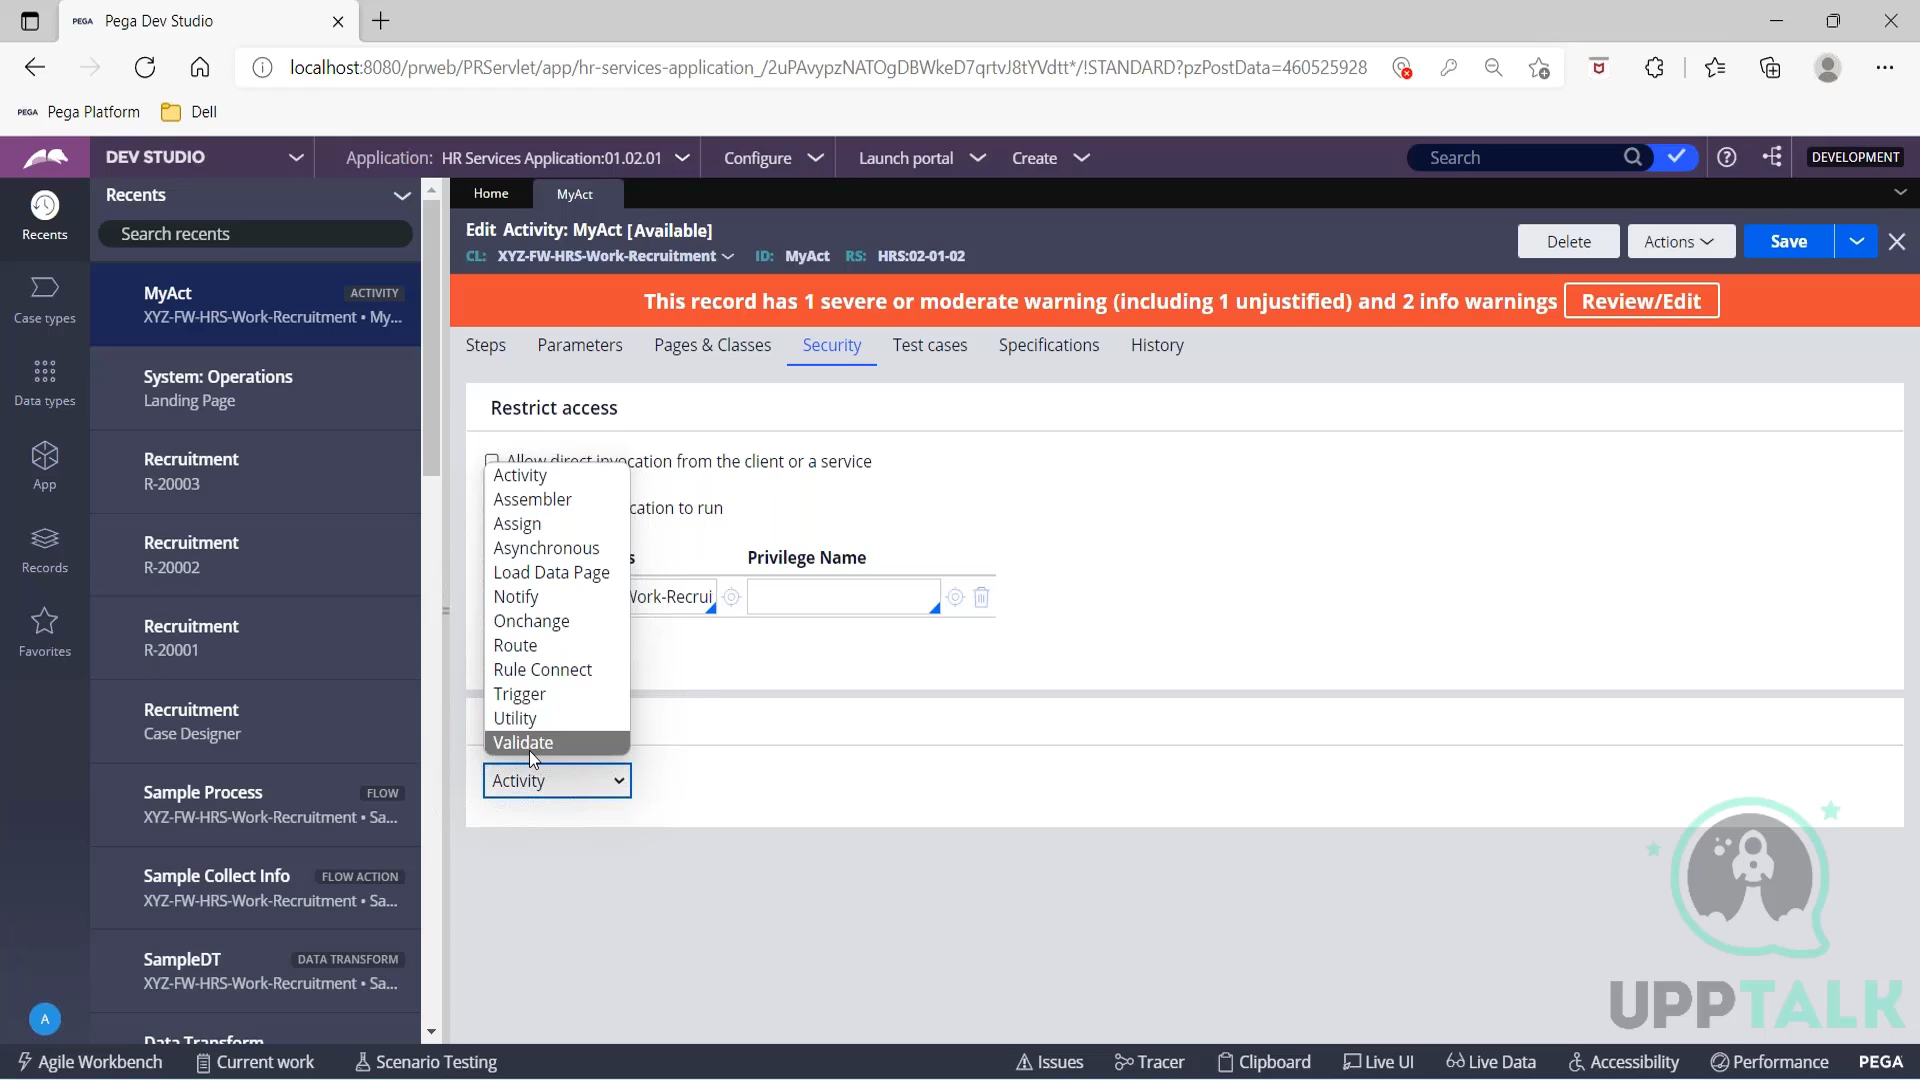 PEGA Pega Dev Studio
localhost:8080/prweb/PRServlet/app/hr-services-application_/2uPAvypzNATOgDBWkeD7qrtvJ8tYVdtt*/!STANDARD?pzPostData=460525928
PEGA Pega Platform Dell
DEV STUDIO Application: HR Services Application:01.02.01 Configure Launch portal Create Search DEVELOPMENT
Recents
Case types
Data types
App
Records
Favorites
A
Recents
Search recents
MyAct ACTIVITY
XYZ-FW-HRS-Work-Recruitment • My...
System: Operations
Landing Page
Recruitment
R-20003
Recruitment
R-20002
Recruitment
R-20001
Recruitment
Case Designer
Sample Process FLOW
XYZ-FW-HRS-Work-Recruitment • Sa...
Sample Collect Info FLOW ACTION
XYZ-FW-HRS-Work-Recruitment • Sa...
SampleDT DATA TRANSFORM
XYZ-FW-HRS-Work-Recruitment • Sa...
Data Transform
Home MyAct
Edit Activity: MyAct [Available]
CL: XYZ-FW-HRS-Work-Recruitment ID: MyAct RS: HRS:02-01-02
Delete Actions Save
This record has 1 severe or moderate warning (including 1 unjustified) and 2 info warnings Review/Edit
Steps Parameters Pages & Classes Security Test cases Specifications History
Restrict access
Allow direct invocation from the client or a service
cation to run
s Privilege Name
Work-Recrui
Activity
Assembler
Assign
Asynchronous
Load Data Page
Notify
Onchange
Route
Rule Connect
Trigger
Utility
Validate
Activity
UPPTALK
Agile Workbench Current work Scenario Testing Issues Tracer Clipboard Live UI Live Data Accessibility Performance PEGA